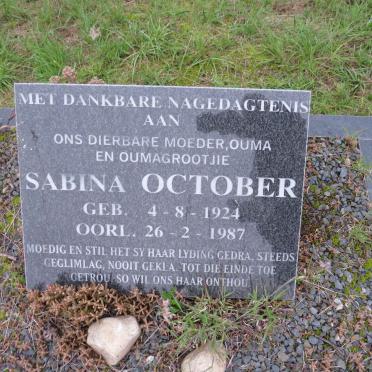 MET DANKBARE NAGEDAGTENIS
AAN
ONS DIERBARE MOEDER, OUMA
EN OUMAGROOTJIE
SABINA OCTOBER
GEB. 4-8-1924
OORL. 26-2-1987
MOEDIG EN STIL HET SY HAAR LYDING GEDRA, STEEDS
GEGLIMLAG, NOOIT GEKLA. TOT DIE EINDE TOE
GETROU, SO WIL ONS HAAR ONTHOU